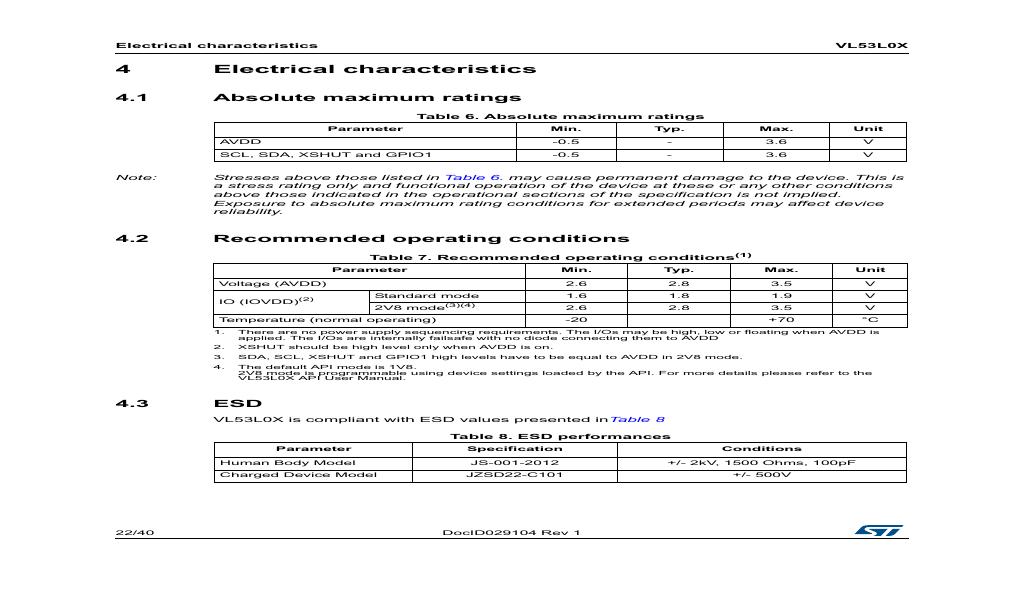 Electrical characteristics VL53L0X
4 Electrical characteristics
4.1 Absolute maximum ratings
Table 6. Absolute maximum ratings
Parameter Min. Typ. Max. Unit
AVDD -0.5 - 3.6 V
SCL, SDA, XSHUT and GPIO1 -0.5 - 3.6 V
Note: Stresses above those listed in Table 6. may cause permanent damage to the device. This is
a stress rating only and functional operation of the device at these or any other conditions
above those indicated in the operational sections of the specification is not implied.
Exposure to absolute maximum rating conditions for extended periods may affect device
reliability.
4.2 Recommended operating conditions
Table 7. Recommended operating conditions(1)
Parameter Min. Typ. Max. Unit
Voltage (AVDD) 2.6 2.8 3.5 V
IO (IOVDD)(2) Standard mode 1.6 1.8 1.9 V
2V8 mode(3)(4) 2.6 2.8 3.5 V
Temperature (normal operating) -20 +70 °C
1. There are no power supply sequencing requirements. The I/Os may be high, low or floating when AVDD is
applied. The I/Os are internally failsafe with no diode connecting them to AVDD
2. XSHUT should be high level only when AVDD is on.
3. SDA, SCL, XSHUT and GPIO1 high levels have to be equal to AVDD in 2V8 mode.
4. The default API mode is 1V8.
2V8 mode is programmable using device settings loaded by the API. For more details please refer to the
VL53L0X API User Manual.
4.3 ESD
VL53L0X is compliant with ESD values presented in Table 8
Table 8. ESD performances
Parameter Specification Conditions
Human Body Model JS-001-2012 +/- 2kV, 1500 Ohms, 100pF
Charged Device Model JZSD22-C101 +/- 500V
22/40 DocID029104 Rev 1 ST